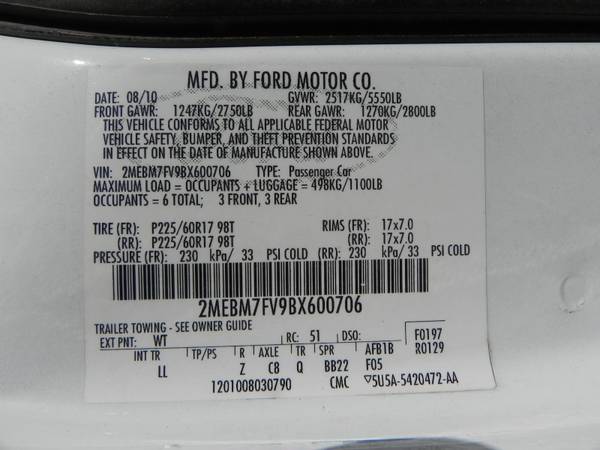 MFD. BY FORD MOTOR CO.
DATE: 08/10 GVWR: 2517KG/5550LB
FRONT GAWR: 1247KG/2750LB REAR GAWR: 1270KG/2800LB
THIS VEHICLE CONFORMS TO ALL APPLICABLE FEDERAL MOTOR
VEHICLE SAFETY, BUMPER, AND THEFT PREVENTION STANDARDS
IN EFFECT ON THE DATE OF MANUFACTURE SHOWN ABOVE.
VIN: 2MEBM7FV9BX600706 TYPE: Passenger Car
MAXIMUM LOAD = OCCUPANTS + LUGGAGE = 498KG/1100LB
OCCUPANTS = 6 TOTAL; 3 FRONT, 3 REAR
TIRE (FR): P225/60R17 98T RIMS (FR): 17x7.0
(RR): P225/60R17 98T (RR): 17x7.0
PRESSURE (FR): 230 kPa/ 33 PSI COLD (RR): 230 kPa/ 33 PSI COLD
2MEBM7FV9BX600706
TRAILER TOWING - SEE OWNER GUIDE
EXT PNT: WT RC: 51 DSO: F0197
INT TR TP/PS R AXLE TR SPR AFB1B R0129
LL Z C8 Q BB22 F05
1201008030790 CMC ▽5U5A-5420472-AA